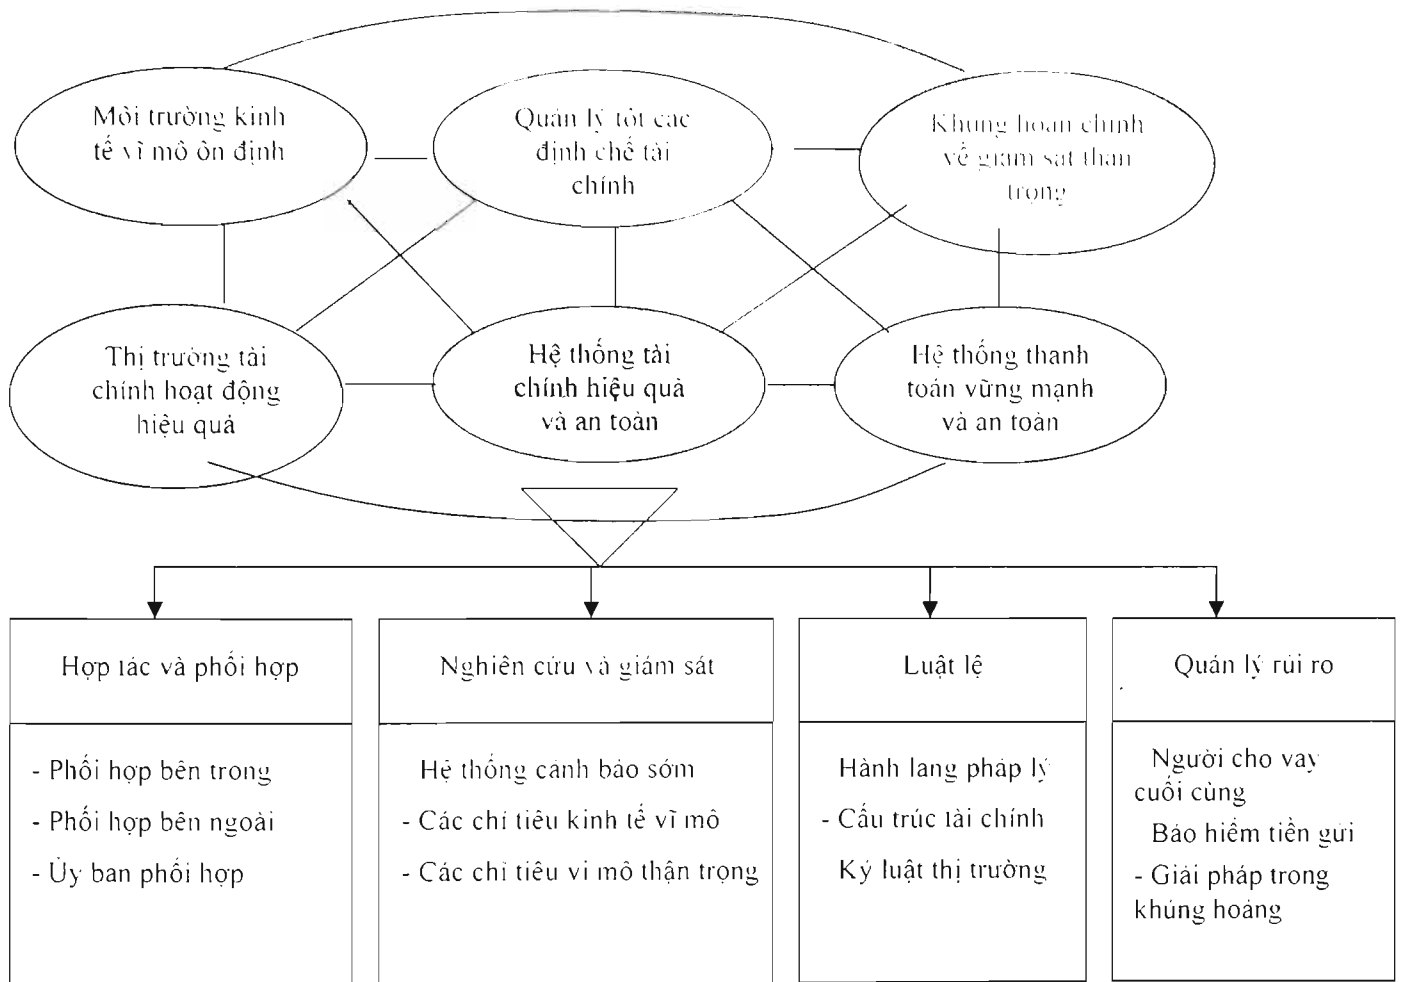 Môi trường kinh
tế vĩ mô ổn định
Quản lý tốt các
định chế tài
chính
Khung hoàn chỉnh
về giám sát thận
trọng
Thị trường tài
chính hoạt động
hiệu quả
Hệ thống tài
chính hiệu quả
và an toàn
Hệ thống thanh
toán vững mạnh
và an toàn
Hợp tác và phối hợp
- Phối hợp bên trong
- Phối hợp bên ngoài
- Ủy ban phối hợp
Nghiên cứu và giám sát
Hệ thống cảnh báo sớm
- Các chỉ tiêu kinh tế vĩ mô
- Các chỉ tiêu vi mô thận trọng
Luật lệ
Hành lang pháp lý
- Cấu trúc tài chính
Kỷ luật thị trường
Quản lý rủi ro
Người cho vay
cuối cùng
Bảo hiểm tiền gửi
- Giải pháp trong
khủng hoảng